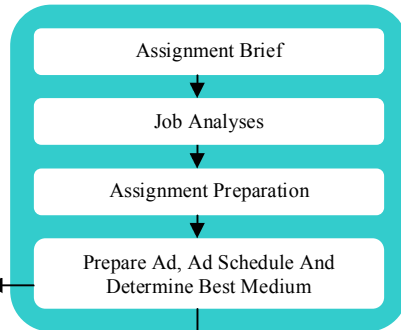 Assignment Brief
Job Analyses
Assignment Preparation
Prepare Ad, Ad Schedule And
Determine Best Medium